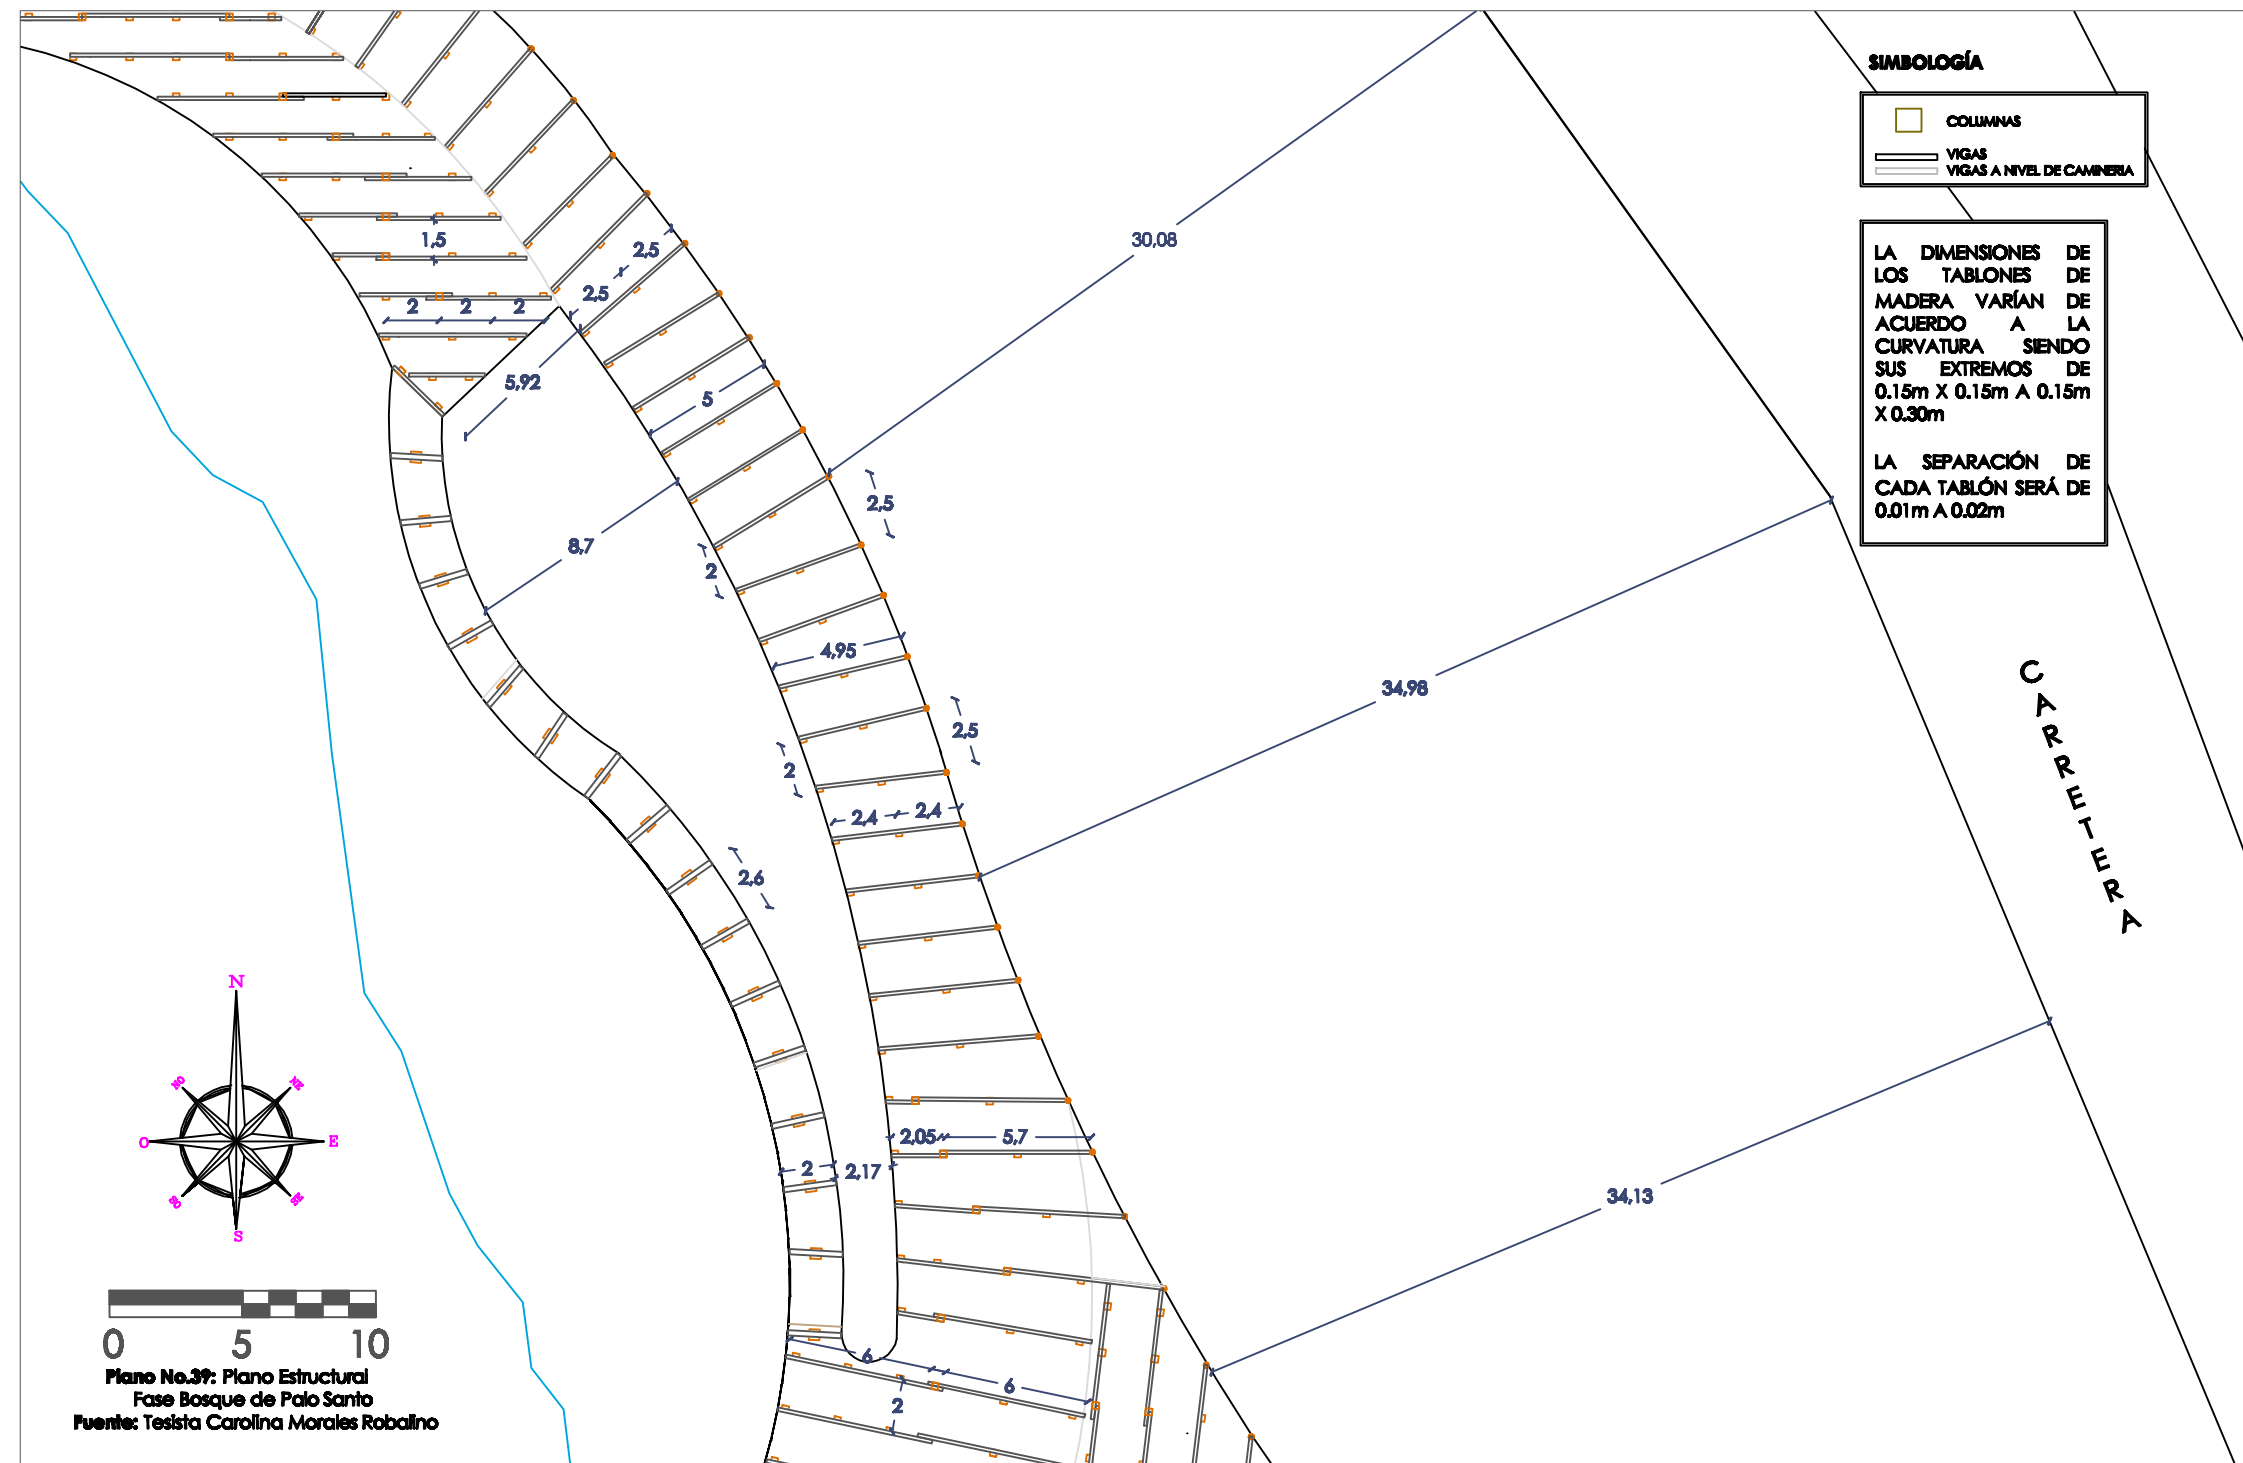 SIMBOLOGÍA
COLUMNAS
VIGAS
VIGAS A NIVEL DE CAMINERIA
LA DIMENSIONES DE
LOS TABLONES DE
MADERA VARÍAN DE
ACUERDO A LA
CURVATURA SIENDO
SUS EXTREMOS DE
0.15m X 0.15m A 0.15m
X 0.30m
LA SEPARACIÓN DE
CADA TABLÓN SERÁ DE
0.01m A 0.02m
30,08
1,5
2,5
2,5
2 2 2
5,92
5
2,5
8,7
2
4,95
34,98
2,5
2
2,4 2,4
2,6
CARRETERA
2,05 5,7
2 2,17
34,13
6
6
2
N
NO
NE
O
E
SO
SE
S
0 5 10
Plano No.39: Plano Estructural
Fase Bosque de Palo Santo
Fuente: Tesista Carolina Morales Robalino